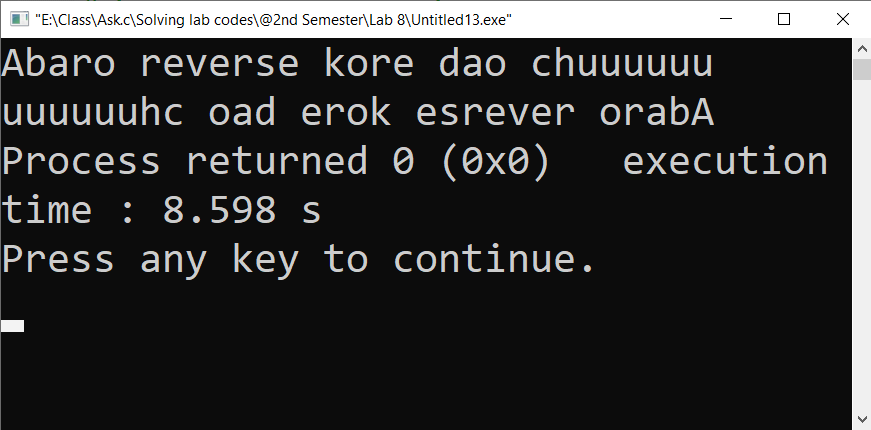 "E:\Class\Ask.c\Solving lab codes\@2nd Semester\Lab 8\Untitled13.exe"
Abaro reverse kore dao chuuuuuu
uuuuuuhc oad erok esrever orabA
Process returned 0 (0x0)   execution
time : 8.598 s
Press any key to continue.